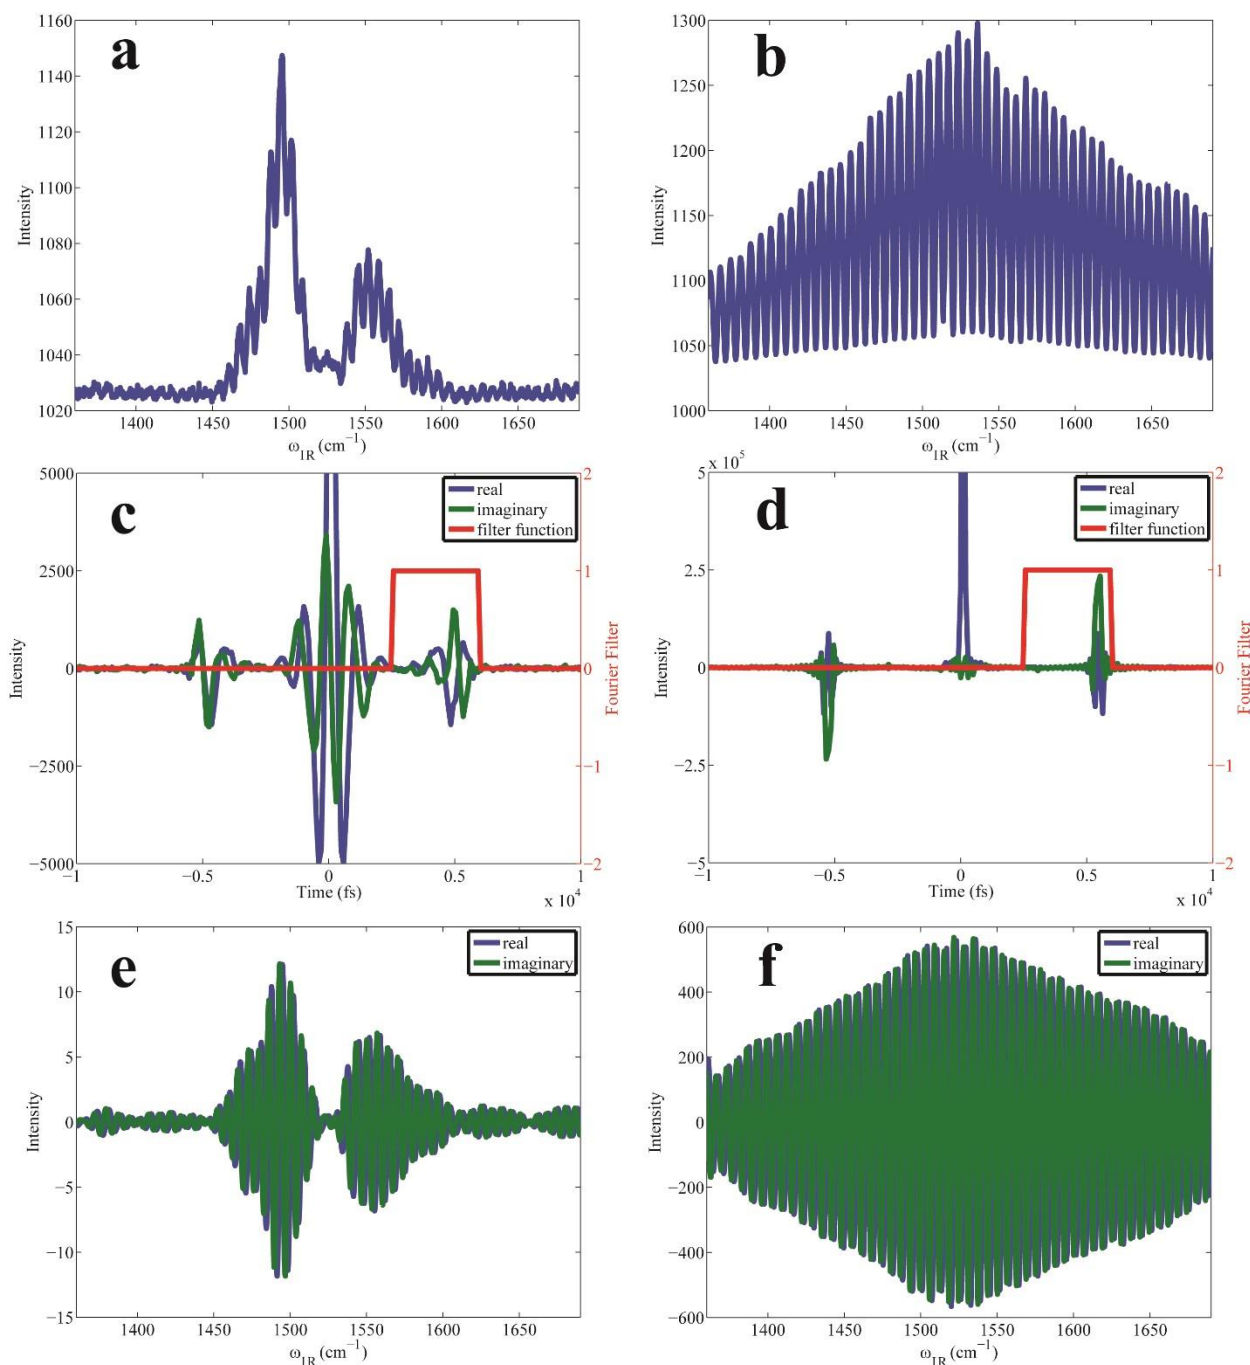 a
1160
1140
1120
1100
1080
1060
1040
1020
Intensity
1400 1450 1500 1550 1600 1650
ω1R (cm−1)
b
1300
1250
1200
1150
1100
1050
1000
Intensity
1400 1450 1500 1550 1600 1650
ω1R (cm−1)
c
5000
2500
0
−2500
−5000
Intensity
real
imaginary
filter function
2
1
0
−1
−2
Fourier Filter
−1 −0.5 0 0.5 1
Time (fs)
x 10^4
d
x 10^5
5
2.5
0
−2.5
−5
Intensity
real
imaginary
filter function
2
1
0
−1
−2
Fourier Filter
−1 −0.5 0 0.5 1
Time (fs)
x 10^4
e
15
10
5
0
−5
−10
−15
Intensity
real
imaginary
1400 1450 1500 1550 1600 1650
ω1R (cm−1)
f
600
400
200
0
−200
−400
−600
Intensity
real
imaginary
1400 1450 1500 1550 1600 1650
ω1R (cm−1)